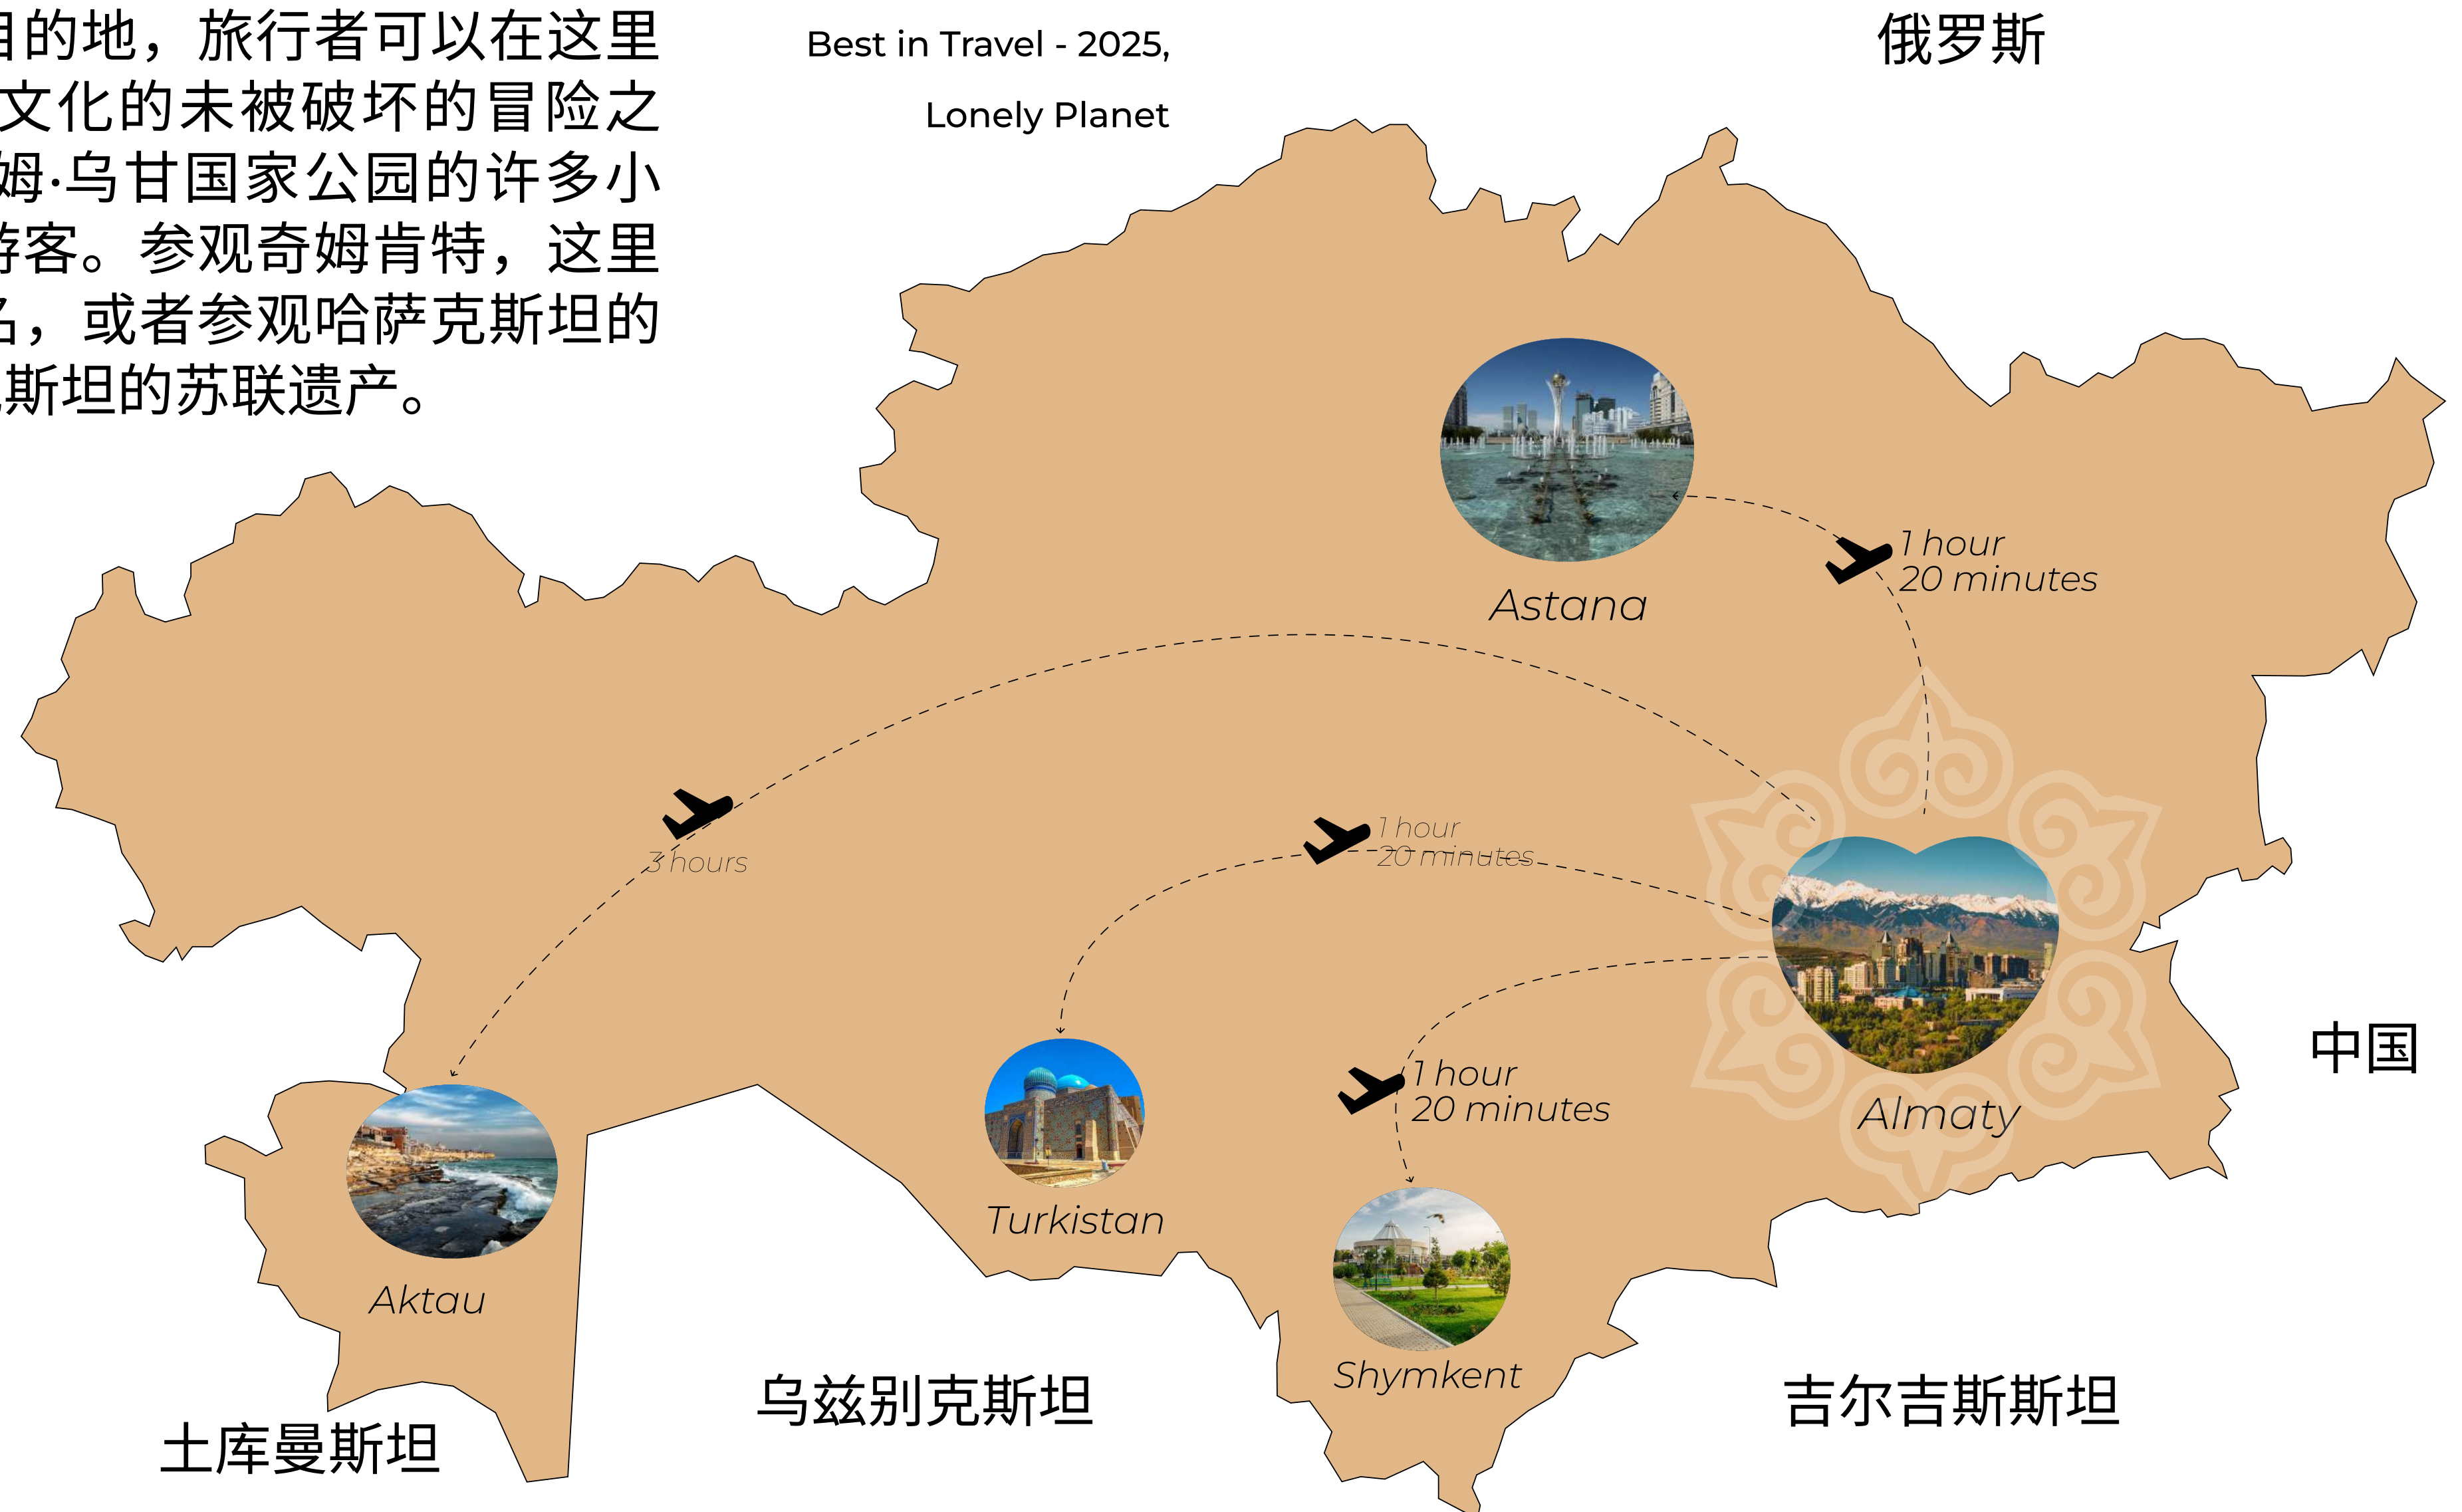 目的地，旅行者可以在这里
文化的未被破坏的冒险之
姆·乌甘国家公园的许多小
游客。参观奇姆肯特，这里
名，或者参观哈萨克斯坦的
克斯坦的苏联遗产。
Best in Travel - 2025,
Lonely Planet
俄罗斯
1 hour
20 minutes
Astana
3 hours
1 hour
20 minutes
中国
1 hour
20 minutes
Almaty
Turkistan
Aktau
Shymkent
乌兹别克斯坦
吉尔吉斯斯坦
土库曼斯坦